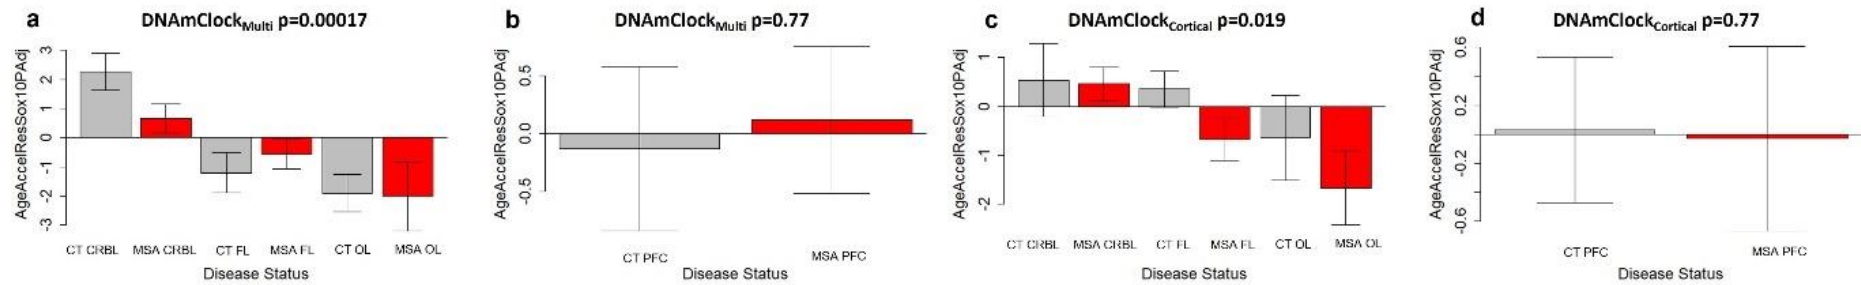 a
DNAmClockMulti p=0.00017
AgeAccelResSox10PAdj
3
2
1
0
-1
-2
-3
CT CRBL MSA CRBL CT FL MSA FL CT OL MSA OL
Disease Status
b
DNAmClockMulti p=0.77
AgeAccelResSox10PAdj
0.5
0.0
-0.5
CT PFC MSA PFC
Disease Status
c
DNAmClockCortical p=0.019
AgeAccelResSox10PAdj
1
0
-1
-2
CT CRBL MSA CRBL CT FL MSA FL CT OL MSA OL
Disease Status
d
DNAmClockCortical p=0.77
AgeAccelResSox10PAdj
0.6
0.2
-0.2
-0.6
CT PFC MSA PFC
Disease Status